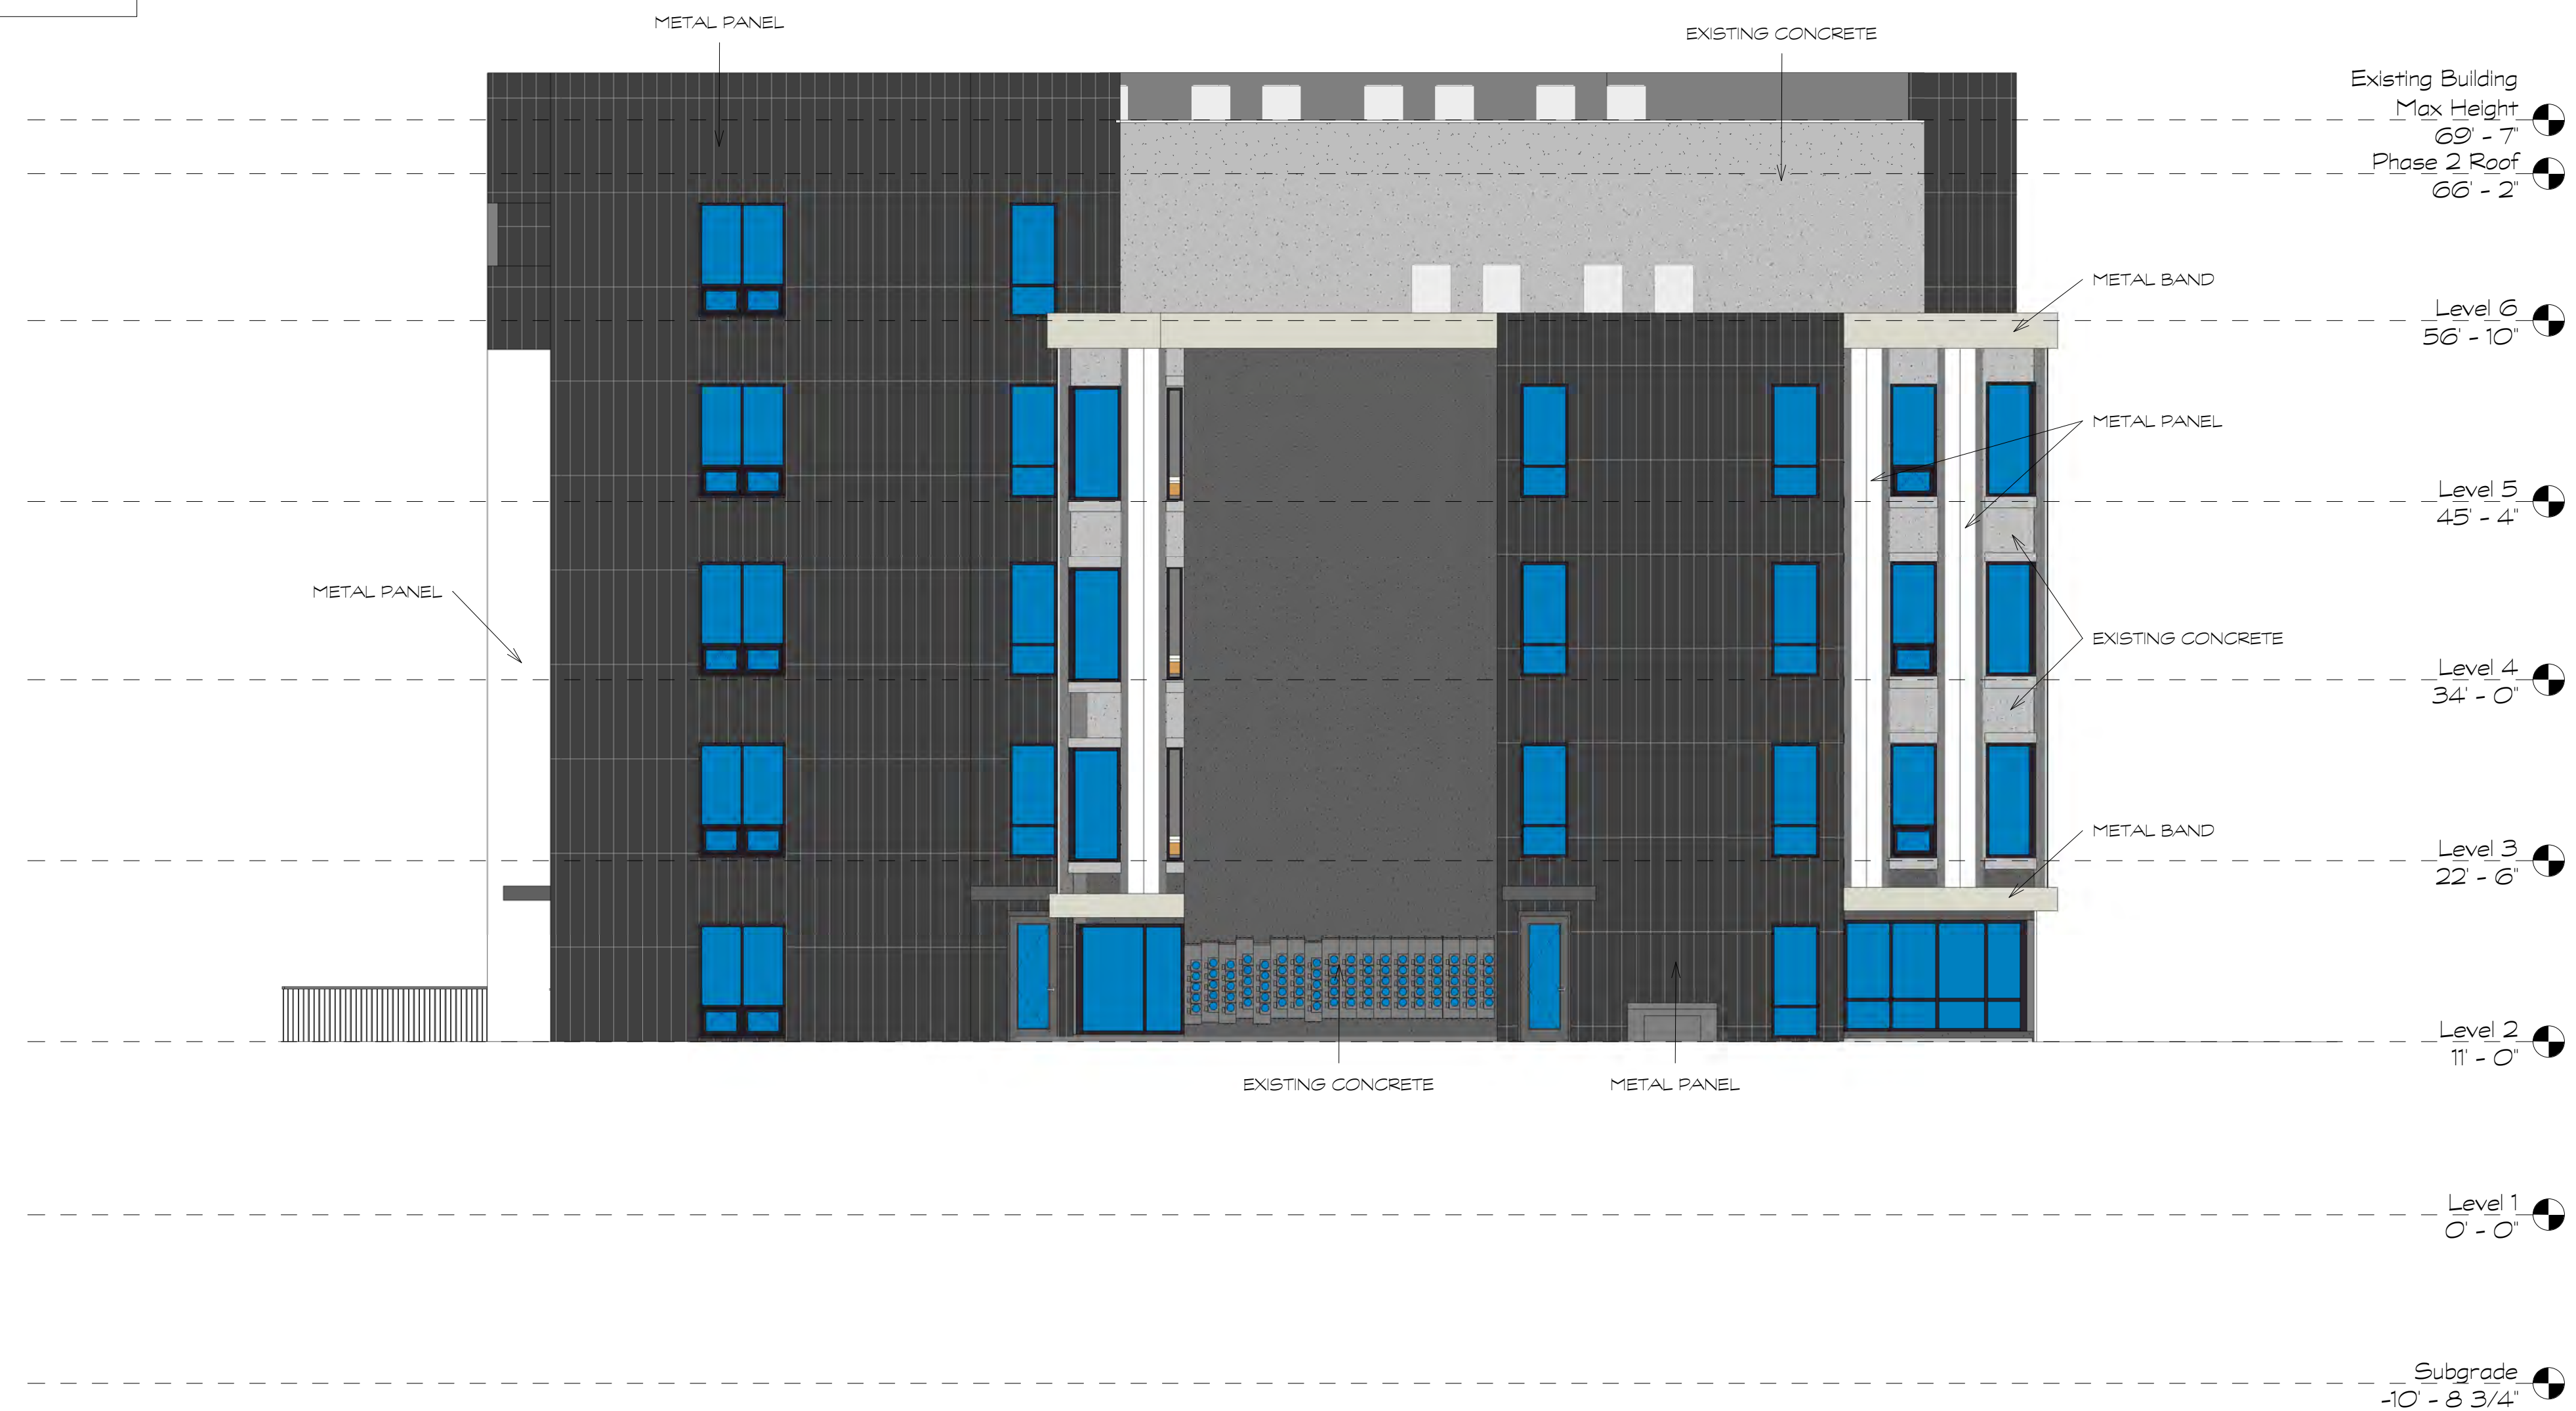 METAL PANEL
EXISTING CONCRETE
Existing Building
Max Height
69' - 7"
Phase 2 Roof
66' - 2"
METAL BAND
Level 6
56' - 10"
METAL PANEL
Level 5
45' - 4"
METAL PANEL
EXISTING CONCRETE
Level 4
34' - 0"
METAL BAND
Level 3
22' - 6"
Level 2
11' - 0"
EXISTING CONCRETE
METAL PANEL
Level 1
0' - 0"
Subgrade
-10' - 8 3/4"